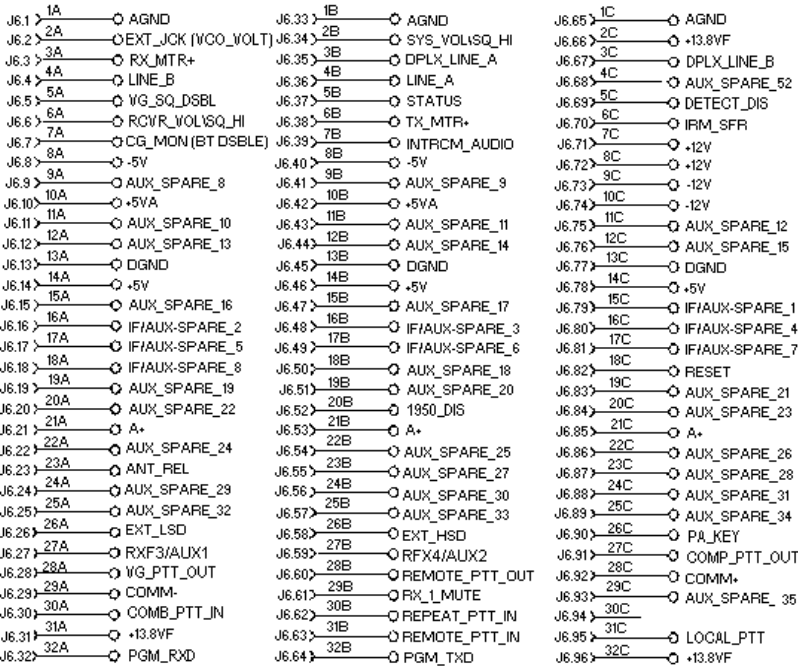 J6.1 1A AGND
J6.2 2A EXT_JCK (VCO_VOLT)
J6.3 3A RX_MTR+
J6.4 4A LINE_B
J6.5 5A VG_SQ_DSBL
J6.6 6A RCVR_VOL\SQ_HI
J6.7 7A CG_MON (BT DSBLE)
J6.8 8A -5V
J6.9 9A AUX_SPARE_8
J6.10 10A +5VA
J6.11 11A AUX_SPARE_10
J6.12 12A AUX_SPARE_13
J6.13 13A DGND
J6.14 14A +5V
J6.15 15A AUX_SPARE_16
J6.16 16A IF/AUX-SPARE_2
J6.17 17A IF/AUX-SPARE_5
J6.18 18A IF/AUX-SPARE_8
J6.19 19A AUX_SPARE_19
J6.20 20A AUX_SPARE_22
J6.21 21A A+
J6.22 22A AUX_SPARE_24
J6.23 23A ANT_REL
J6.24 24A AUX_SPARE_29
J6.25 25A AUX_SPARE_32
J6.26 26A EXT_LSD
J6.27 27A RXF3/AUX1
J6.28 28A VG_PTT_OUT
J6.29 29A COMM-
J6.30 30A COMB_PTT_IN
J6.31 31A +13.8VF
J6.32 32A PGM_RXD
J6.33 1B AGND
J6.34 2B SYS_VOL\SQ_HI
J6.35 3B DPLX_LINE_A
J6.36 4B LINE_A
J6.37 5B STATUS
J6.38 6B TX_MTR+
J6.39 7B INTRCM_AUDIO
J6.40 8B -5V
J6.41 9B AUX_SPARE_9
J6.42 10B +5VA
J6.43 11B AUX_SPARE_11
J6.44 12B AUX_SPARE_14
J6.45 13B DGND
J6.46 14B +5V
J6.47 15B AUX_SPARE_17
J6.48 16B IF/AUX-SPARE_3
J6.49 17B IF/AUX-SPARE_6
J6.50 18B AUX_SPARE_18
J6.51 19B AUX_SPARE_20
J6.52 20B 1950_DIS
J6.53 21B A+
J6.54 22B AUX_SPARE_25
J6.55 23B AUX_SPARE_27
J6.56 24B AUX_SPARE_30
J6.57 25B AUX_SPARE_33
J6.58 26B EXT_HSD
J6.59 27B RFX4/AUX2
J6.60 28B REMOTE_PTT_OUT
J6.61 29B RX_1_MUTE
J6.62 30B REPEAT_PTT_IN
J6.63 31B REMOTE_PTT_IN
J6.64 32B PGM_TXD
J6.65 1C AGND
J6.66 2C +13.8VF
J6.67 3C DPLX_LINE_B
J6.68 4C AUX_SPARE_52
J6.69 5C DETECT_DIS
J6.70 6C IRM_SFR
J6.71 7C +12V
J6.72 8C +12V
J6.73 9C -12V
J6.74 10C -12V
J6.75 11C AUX_SPARE_12
J6.76 12C AUX_SPARE_15
J6.77 13C DGND
J6.78 14C +5V
J6.79 15C IF/AUX-SPARE_1
J6.80 16C IF/AUX-SPARE_4
J6.81 17C IF/AUX-SPARE_7
J6.82 18C RESET
J6.83 19C AUX_SPARE_21
J6.84 20C AUX_SPARE_23
J6.85 21C A+
J6.86 22C AUX_SPARE_26
J6.87 23C AUX_SPARE_28
J6.88 24C AUX_SPARE_31
J6.89 25C AUX_SPARE_34
J6.90 26C PA_KEY
J6.91 27C COMP_PTT_OUT
J6.92 28C COMM+
J6.93 29C AUX_SPARE_ 35
J6.94 30C
J6.95 31C LOCAL_PTT
J6.96 32C +13.8VF